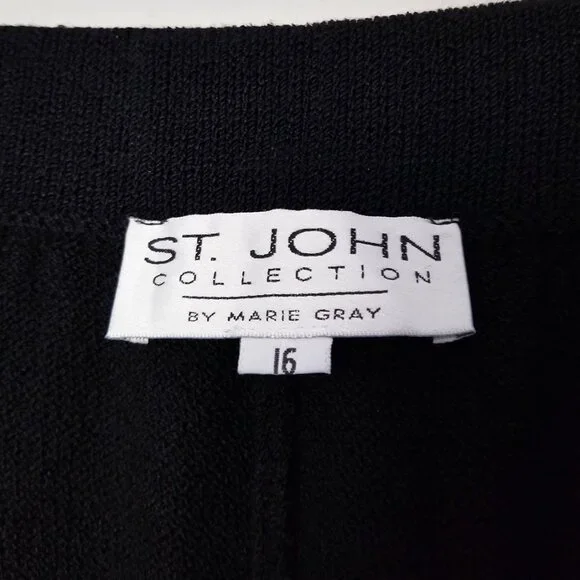 ST. JOHN
COLLECTION
BY MARIE GRAY
16